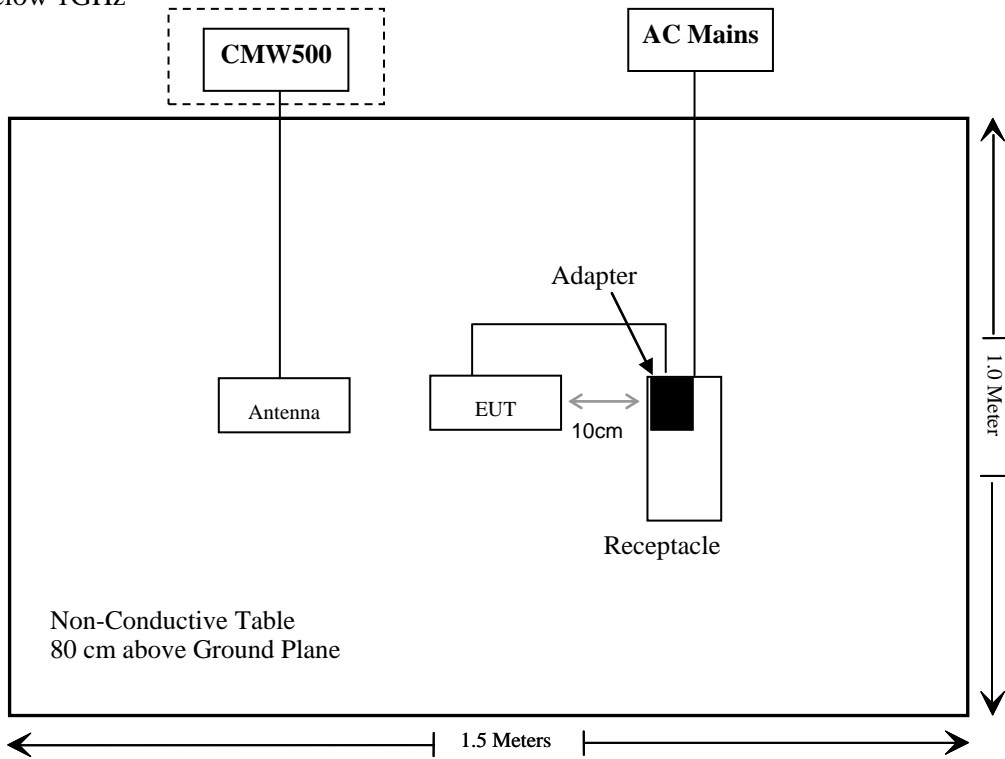 1GHz
CMW500
AC Mains
Adapter
Antenna
EUT
10cm
Receptacle
1.0 Meter
Non-Conductive Table
80 cm above Ground Plane
1.5 Meters